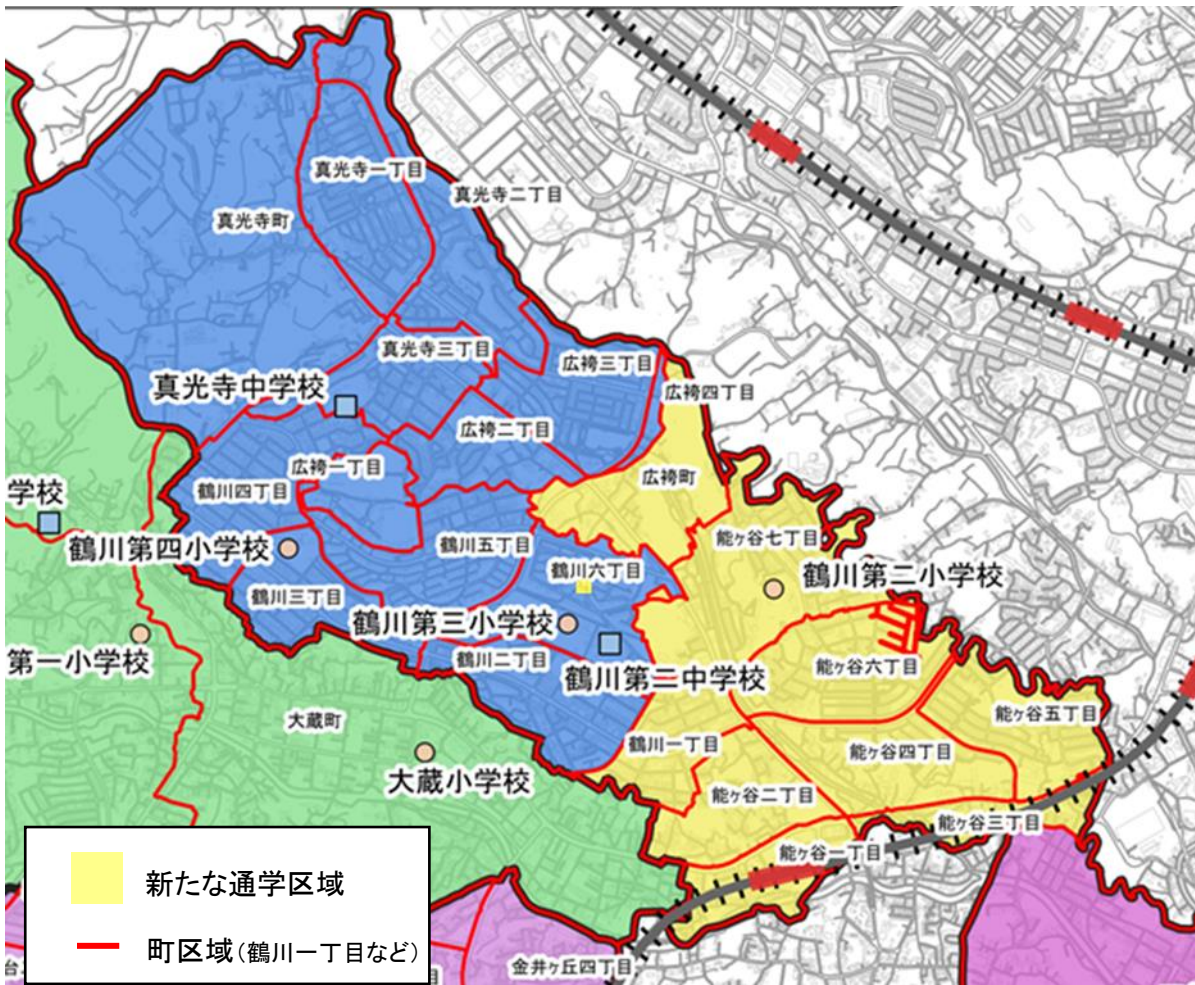 真光寺一丁目
真光寺二丁目
真光寺町
真光寺三丁目
広袴三丁目
真光寺中学校
広袴四丁目
広袴二丁目
広袴一丁目
広袴町
鶴川四丁目
学校
能ヶ谷七丁目
鶴川第四小学校
鶴川五丁目
鶴川六丁目
鶴川第二小学校
鶴川三丁目
鶴川第三小学校
第一小学校
鶴川二丁目
能ヶ谷六丁目
鶴川第二中学校
大蔵町
能ヶ谷五丁目
鶴川一丁目
能ヶ谷四丁目
大蔵小学校
能ヶ谷二丁目
能ヶ谷三丁目
能ヶ谷一丁目
新たな通学区域
町区域(鶴川一丁目など)
台
目
金井ヶ丘四丁目